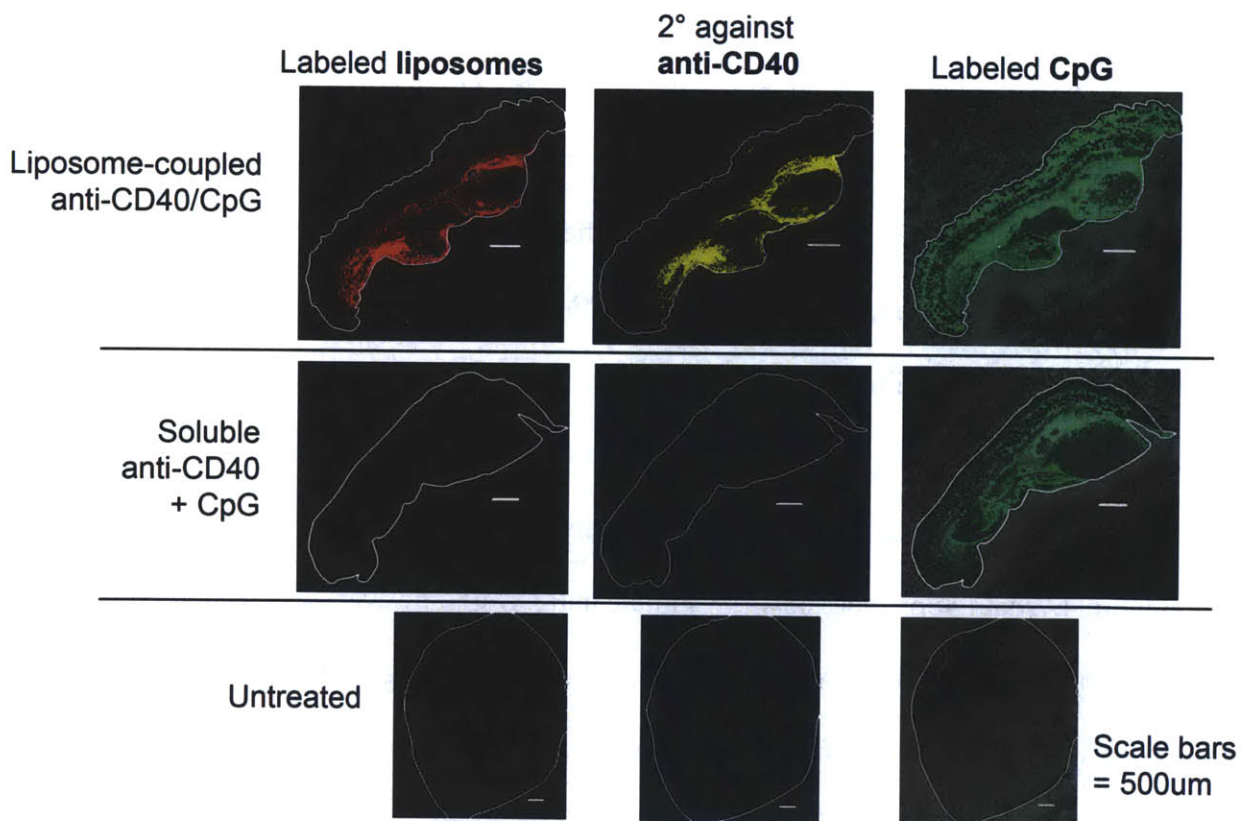 Labeled liposomes
2° against
anti-CD40
Labeled CpG
Liposome-coupled
anti-CD40/CpG
Soluble
anti-CD40
+ CpG
Untreated
Scale bars
= 500um